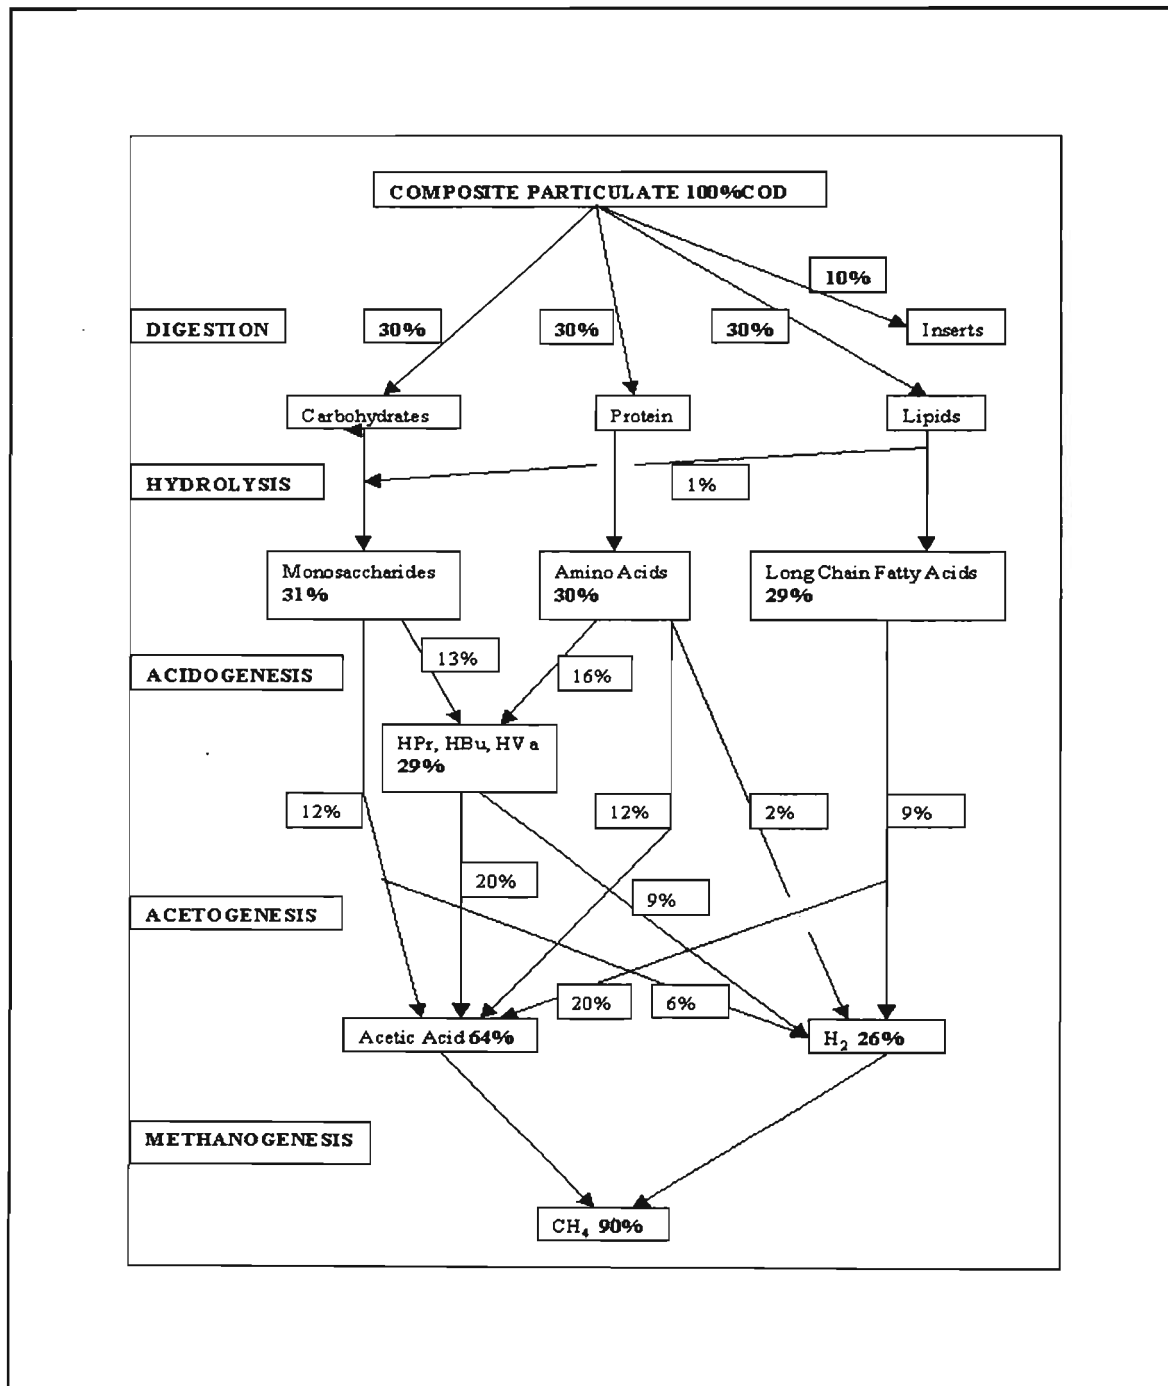 COMPOSITE PARTICULATE 100%COD
10%
DIGESTION
30%
30%
30%
Inserts
Carbohydrates
Protein
Lipids
HYDROLYSIS
1%
Monosaccharides
31%
Amino Acids
30%
Long Chain Fatty Acids
29%
13%
ACIDOGENESIS
16%
HPr, HBu, HVa
29%
12%
12%
2%
9%
20%
9%
ACETOGENESIS
20%
6%
Acetic Acid 64%
H₂ 26%
METHANOGENESIS
CH₄ 90%